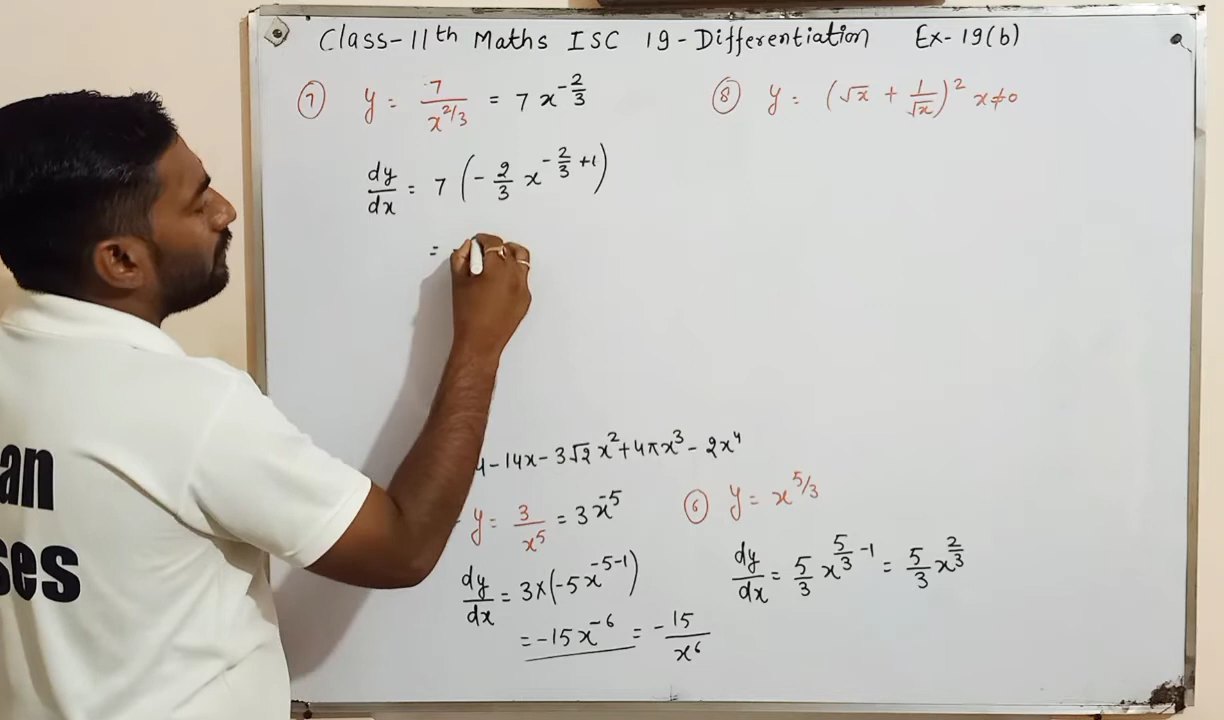 Class-11th Maths ISC 19-Differentiation Ex-19(b)
⑦ y = 7/x^{2/3} = 7 x^{-2/3}
dy/dx = 7 (-2/3 x^{-2/3+1})
= -
⑧ y = (√x + 1/√x)^2 x≠0
4-14x-3√2x^2+4πx^3-2x^4
y = 3/x^5 = 3x^{-5}
dy/dx = 3×(-5x^{-5-1})
= -15x^{-6} = -15/x^6
⑥ y = x^{5/3}
dy/dx = 5/3 x^{5/3-1} = 5/3 x^{2/3}
an
ses